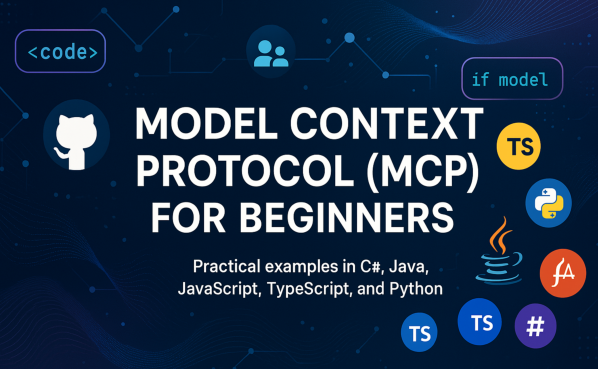 <code>
if model
MODEL CONTEXT
PROTOCOL (MCP)
FOR BEGINNERS
Practical examples in C#, Java,
JavaScript, TypeScript, and Python
TS
TS
TS
#